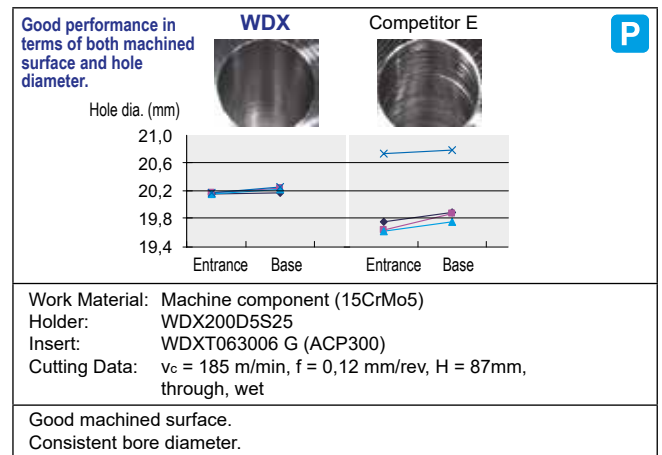 Good performance in
terms of both machined
surface and hole
diameter.
WDX
Competitor E
P
Hole dia. (mm)
21,0
20,6
20,2
19,8
19,4
Entrance Base
Entrance Base
Work Material: Machine component (15CrMo5)
Holder: WDX200D5S25
Insert: WDXT063006 G (ACP300)
Cutting Data: vc = 185 m/min, f = 0,12 mm/rev, H = 87mm,
through, wet
Good machined surface.
Consistent bore diameter.